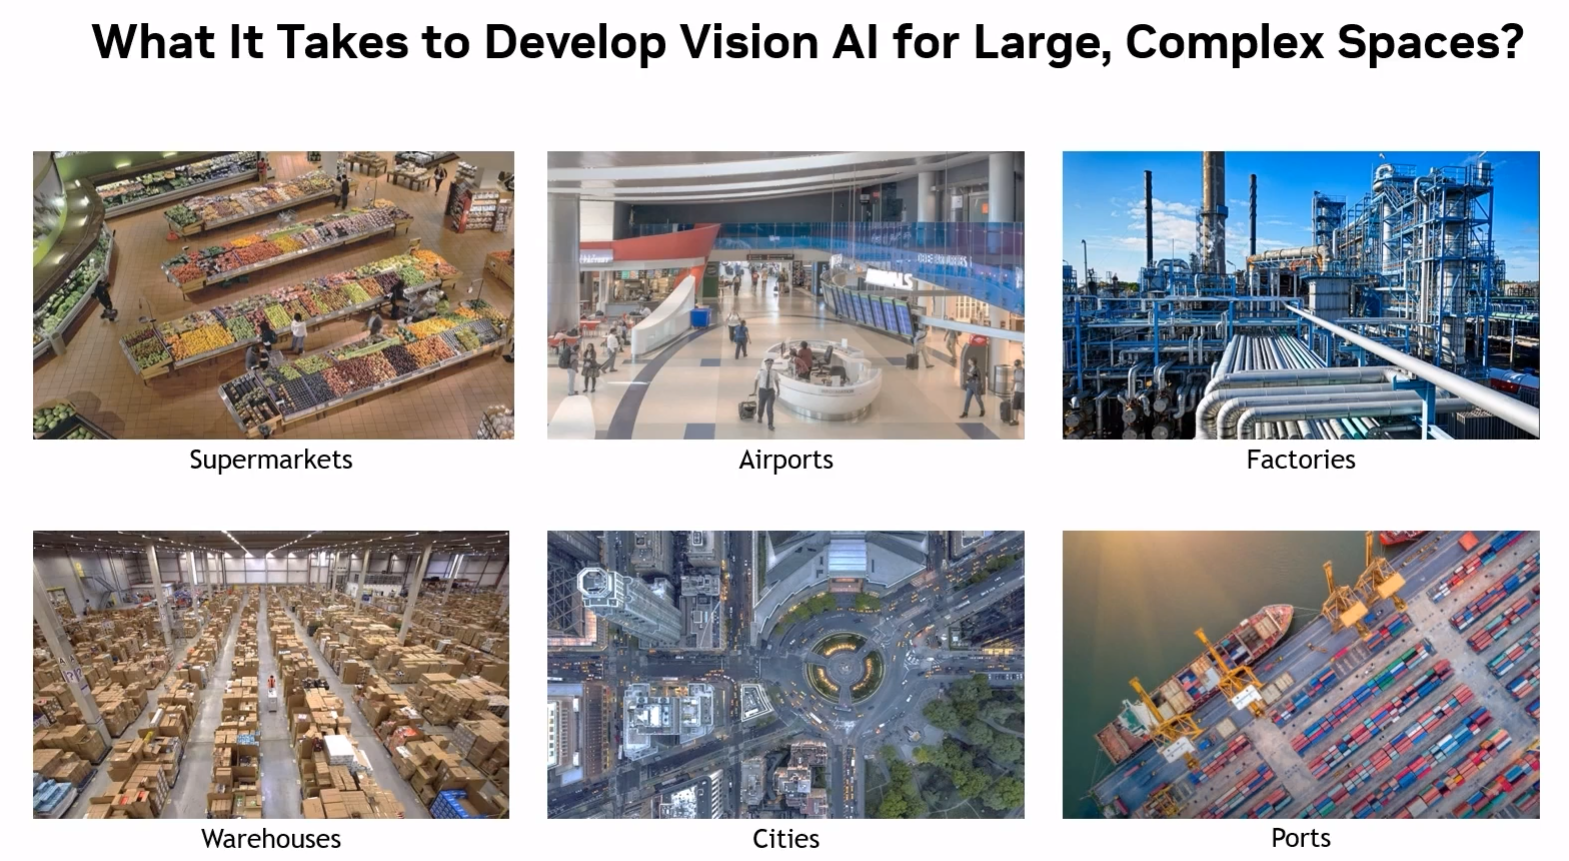 What It Takes to Develop Vision AI for Large, Complex Spaces?
Supermarkets
Airports
Factories
Warehouses
Cities
Ports